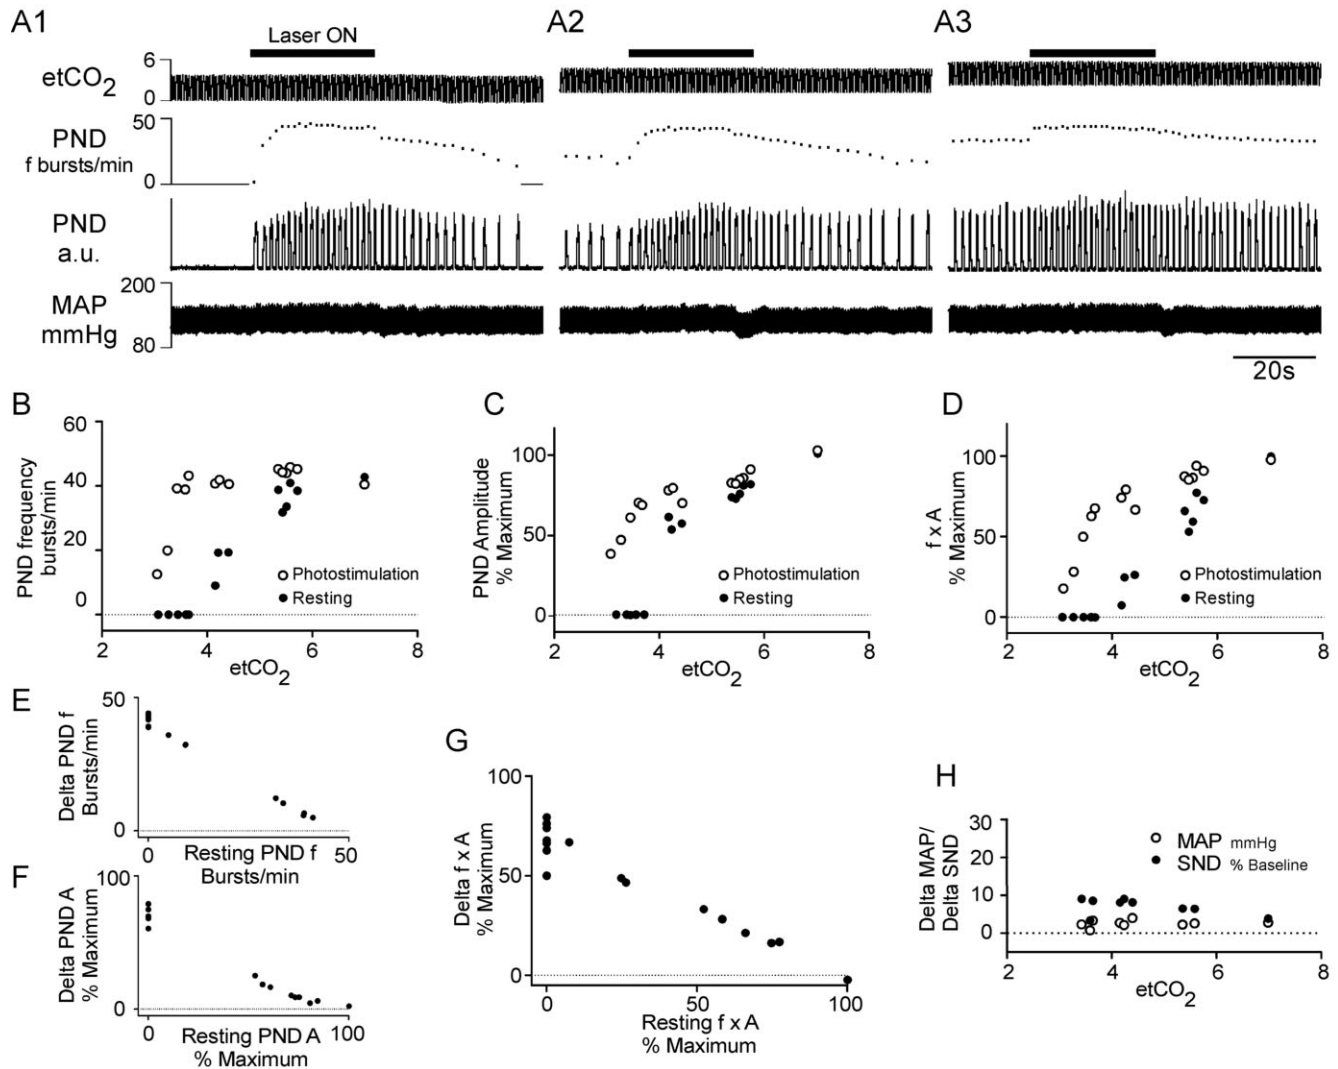 A1
A2
A3
Laser ON
etCO2
6
0
PND
f bursts/min
50
0
PND
a.u.
MAP
mmHg
200
80
20s
B
PND frequency
bursts/min
60
40
20
0
Photostimulation
Resting
2 4 6 8
etCO2
C
PND Amplitude
% Maximum
100
50
0
Photostimulation
Resting
2 4 6 8
etCO2
D
f x A
% Maximum
100
50
0
Photostimulation
Resting
2 4 6 8
etCO2
E
Delta PND f
Bursts/min
50
0
0 50
Resting PND f
Bursts/min
F
Delta PND A
% Maximum
100
0
0 100
Resting PND A
% Maximum
G
Delta f x A
% Maximum
100
50
0
0 50 100
Resting f x A
% Maximum
H
Delta MAP/
Delta SND
30
20
10
0
MAP mmHg
SND % Baseline
2 4 6 8
etCO2